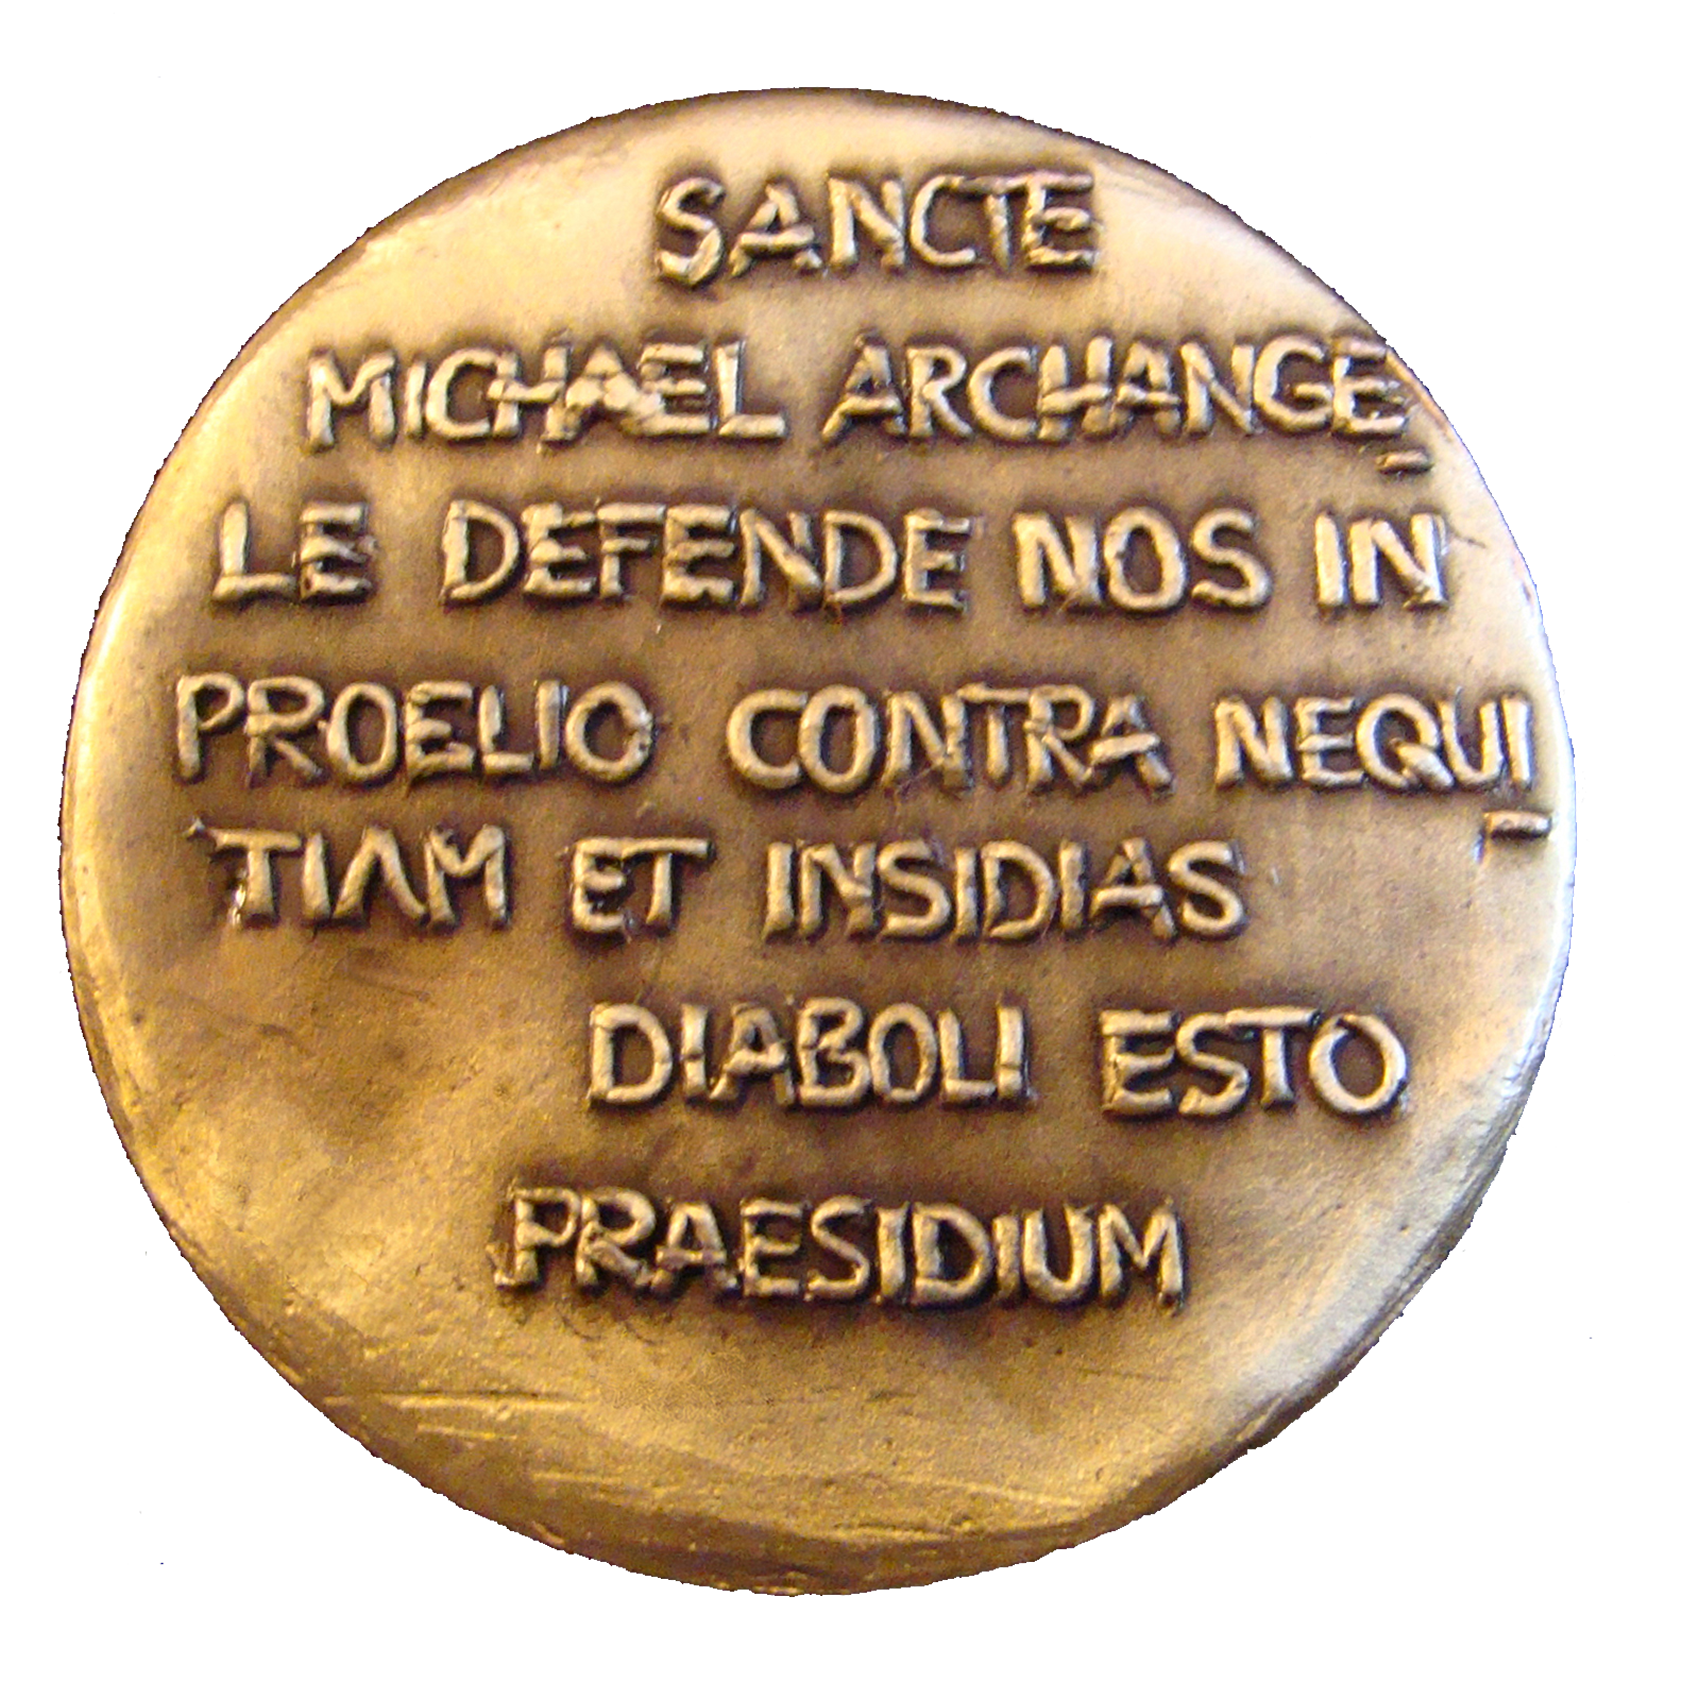 SANCTE
MICHAEL ARCHANGE-
LE DEFENDE NOS IN
PROELIO CONTRA NEQUI-
TIAM ET INSIDIAS
DIABOLI ESTO
PRAESIDIUM